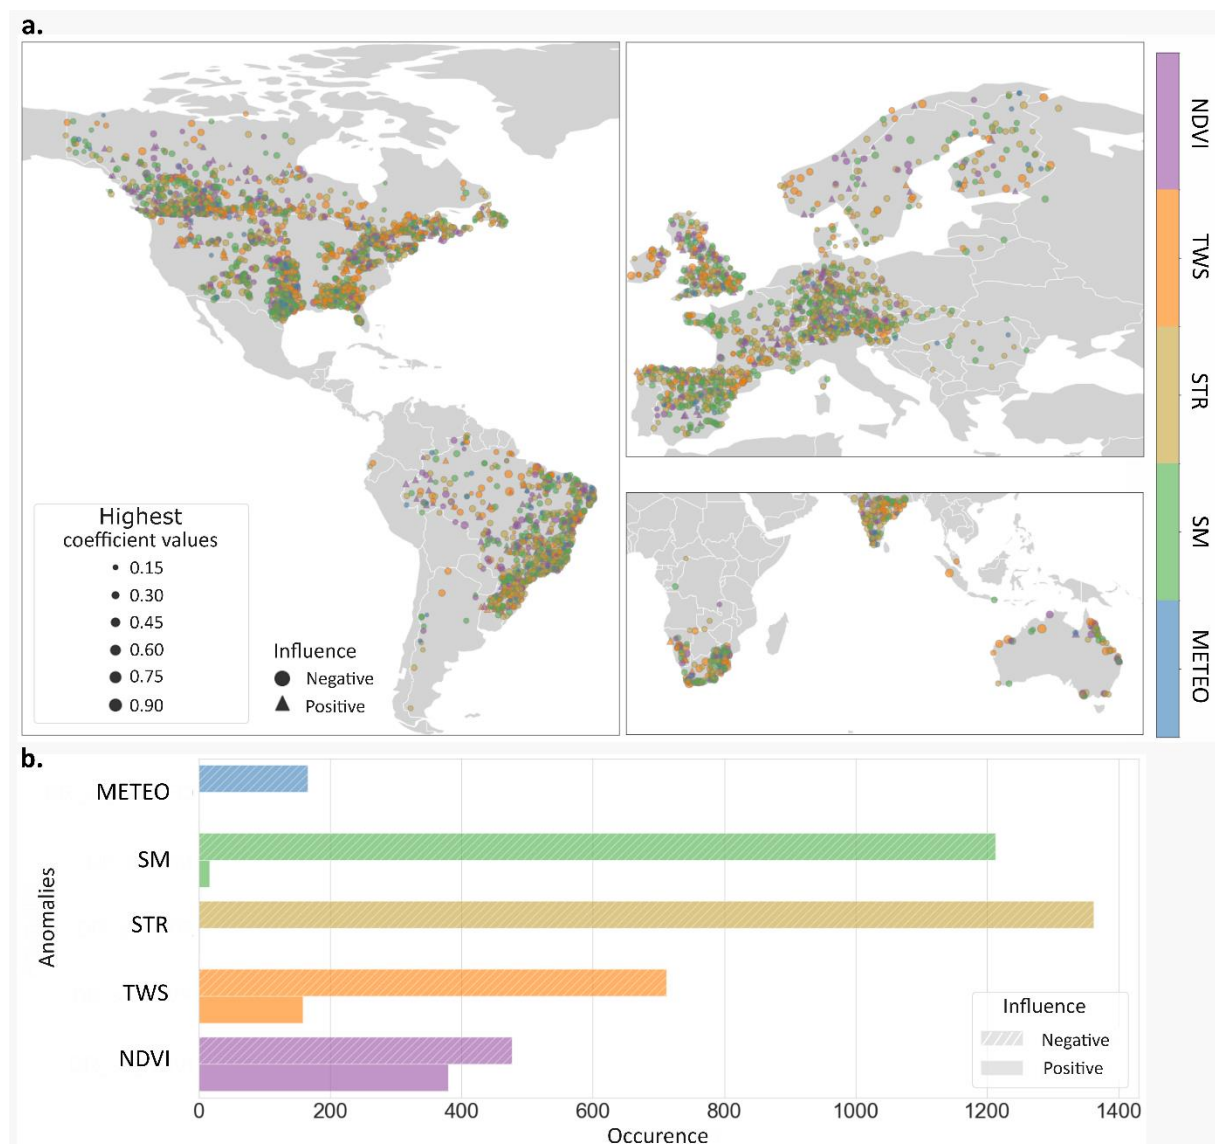 a.
Highest
coefficient values
0.15
0.30
0.45
0.60
0.75
0.90
Influence
Negative
Positive
NDVI
TWS
STR
SM
METEO
b.
Anomalies
METEO
SM
STR
TWS
NDVI
Influence
Negative
Positive
0 200 400 600 800 1000 1200 1400
Occurence